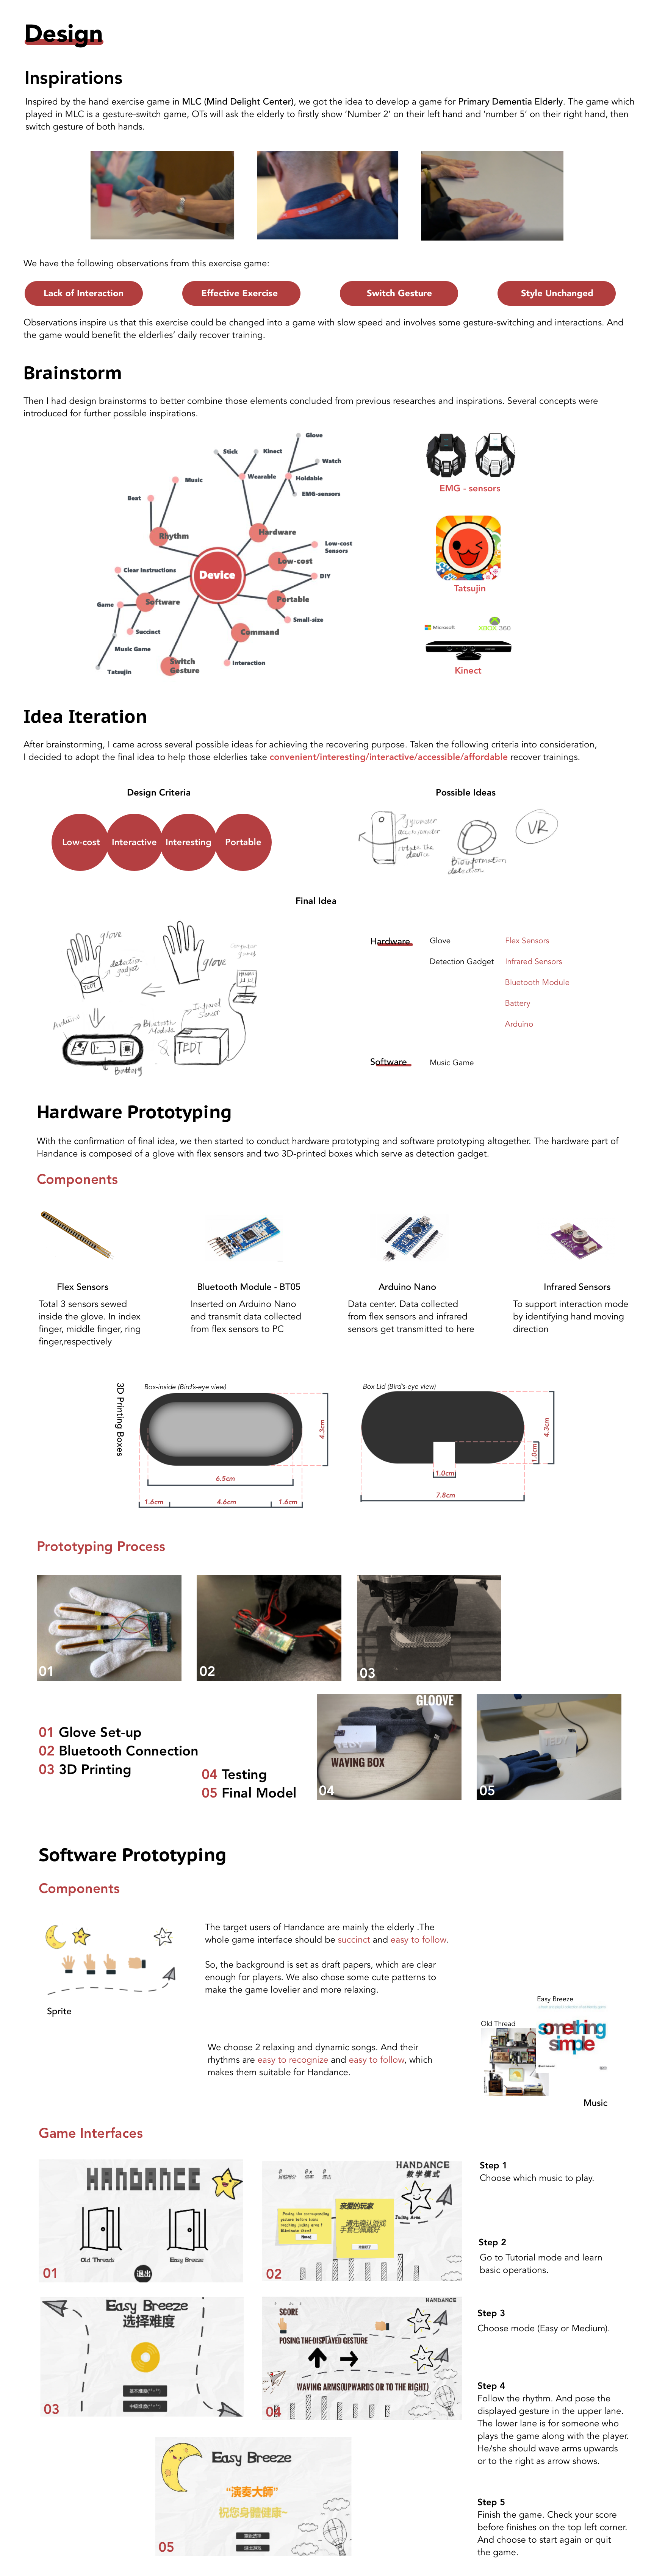 Design
Inspirations
Inspired by the hand exercise game in MLC (Mind Delight Center), we got the idea to develop a game for Primary Dementia Elderly. The game which
played in MLC is a gesture-switch game, OTs will ask the elderly to firstly show 'Number 2' on their left hand and 'number 5' on their right hand, then
switch gesture of both hands.
We have the following observations from this exercise game:
Lack of Interaction
Effective Exercise
Switch Gesture
Style Unchanged
Observations inspire us that this exercise could be changed into a game with slow speed and involves some gesture-switching and interactions. And
the game would benefit the elderlies' daily recover training.
Brainstorm
Then I had design brainstorms to better combine those elements concluded from previous researches and inspirations. Several concepts were
introduced for further possible inspirations.
Glove
Stick
Kinect
Watch
Music
Wearable
Holdable
EMG-sensors
Beat
Rhythm
Hardware
Low-cost
Sensors
Low-cost
Clear Instructions
Device
DIY
Game
Software
Portable
Small-size
Succinct
Command
Music Game
Switch
Gesture
Interaction
Tatsujin
EMG - sensors
Tatsujin
Microsoft
XBOX 360
Kinect
Idea Iteration
After brainstorming, I came across several possible ideas for achieving the recovering purpose. Taken the following criteria into consideration,
I decided to adopt the final idea to help those elderlies take convenient/interesting/interactive/accessible/affordable recover trainings.
Design Criteria
Possible Ideas
Low-cost
Interactive
Interesting
Portable
rotate the
device
Bioinformation
detection
VR
Final Idea
glove
detection
gadget
TEDT
glove
Arduino
Bluetooth
Module
Infrared
Battery
&
TEDT
Hardware
Glove
Flex Sensors
Detection Gadget
Infrared Sensors
Bluetooth Module
Battery
Arduino
Software
Music Game
Hardware Prototyping
With the confirmation of final idea, we then started to conduct hardware prototyping and software prototyping altogether. The hardware part of
Handance is composed of a glove with flex sensors and two 3D-printed boxes which serve as detection gadget.
Components
Flex Sensors
Total 3 sensors sewed
inside the glove. In index
finger, middle finger, ring
finger,respectively
Bluetooth Module - BT05
Inserted on Arduino Nano
and transmit data collected
from flex sensors to PC
Arduino Nano
Data center. Data collected
from flex sensors and infrared
sensors get transmitted to here
Infrared Sensors
To support interaction mode
by identifying hand moving
direction
3D Printing Boxes
Box-inside (Bird's-eye view)
4.3cm
6.5cm
1.6cm
4.6cm
1.6cm
Box Lid (Bird's-eye view)
4.3cm
1.0cm
1.0cm
7.8cm
Prototyping Process
01
02
03
01 Glove Set-up
02 Bluetooth Connection
03 3D Printing
04 Testing
05 Final Model
GLOOVE
WAVING BOX
04
TEDY
05
Software Prototyping
Components
Sprite
The target users of Handance are mainly the elderly .The
whole game interface should be succinct and easy to follow.
So, the background is set as draft papers, which are clear
enough for players. We also chose some cute patterns to
make the game lovelier and more relaxing.
We choose 2 relaxing and dynamic songs. And their
rhythms are easy to recognize and easy to follow, which
makes them suitable for Handance.
Easy Breeze
Old Thread
something
simple
Music
Game Interfaces
HANDANCE
Old Threads
Easy Breeze
退出
01
HANDANCE
教学模式
亲爱的玩家
请先确认游戏
手套已佩戴好
02
Step 1
Choose which music to play.
Step 2
Go to Tutorial mode and learn
basic operations.
Easy Breeze
选择难度
03
HANDANCE
SCORE
POSING THE DISPLAYED GESTURE
WAVING ARMS(UPWARDS OR TO THE RIGHT)
04
Step 3
Choose mode (Easy or Medium).
Step 4
Follow the rhythm. And pose the
displayed gesture in the upper lane.
The lower lane is for someone who
plays the game along with the player.
He/she should wave arms upwards
or to the right as arrow shows.
Easy Breeze
“演奏大師”
祝您身體健康~
05
Step 5
Finish the game. Check your score
before finishes on the top left corner.
And choose to start again or quit
the game.